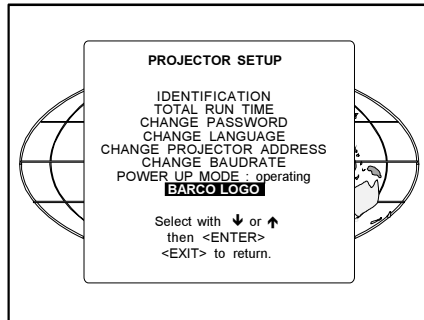 PROJECTOR SETUP
IDENTIFICATION
TOTAL RUN TIME
CHANGE PASSWORD
CHANGE LANGUAGE
CHANGE PROJECTOR ADDRESS
CHANGE BAUDRATE
POWER UP MODE : operating
BARCO LOGO
Select with ↓ or ↑
then <ENTER>
<EXIT> to return.